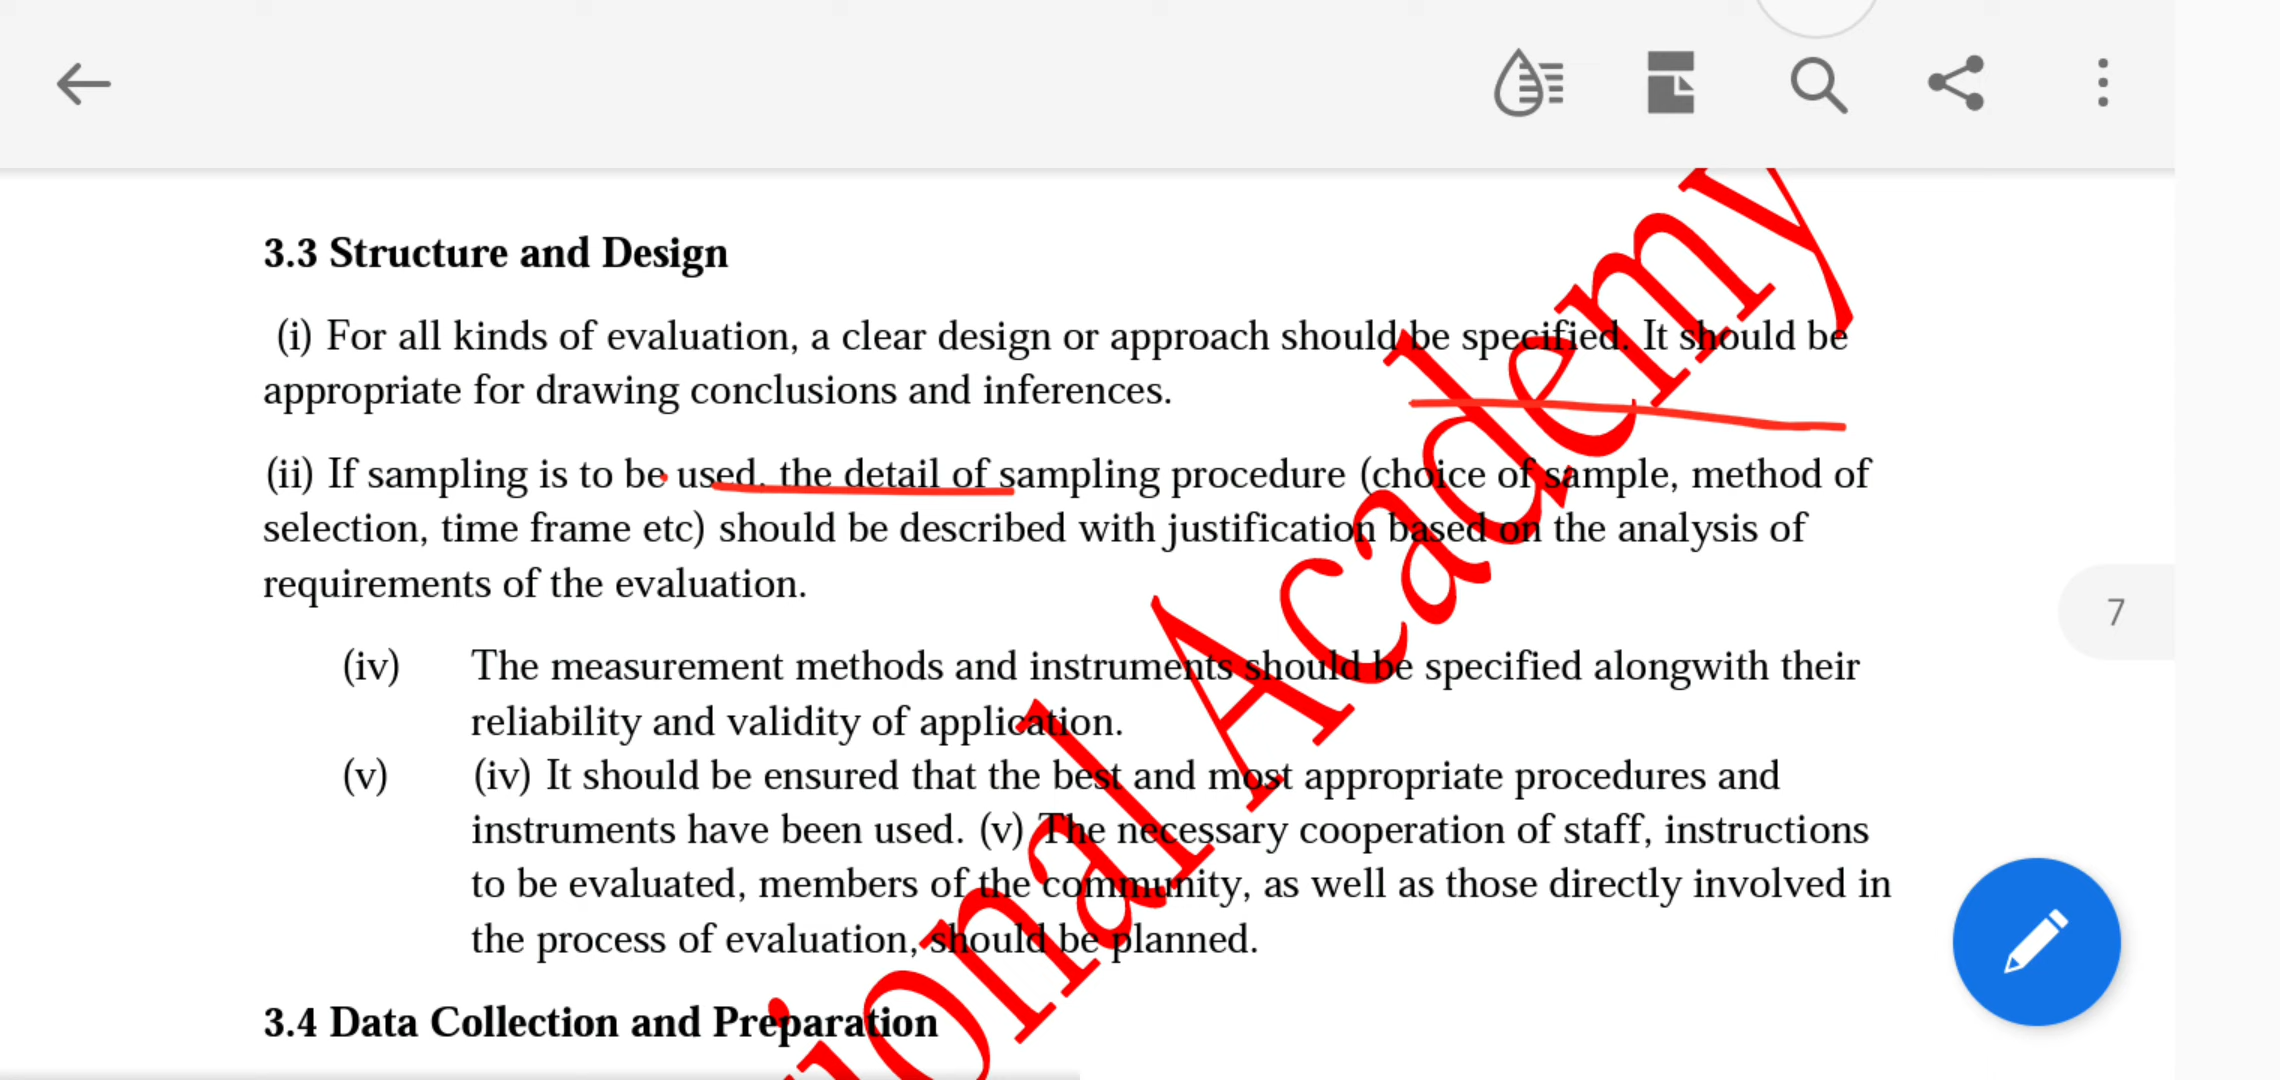 3.3 Structure and Design
(i) For all kinds of evaluation, a clear design or approach should be specified. It should be
appropriate for drawing conclusions and inferences.
(ii) If sampling is to be used, the detail of sampling procedure (choice of sample, method of
selection, time frame etc) should be described with justification based on the analysis of
requirements of the evaluation.
7
(iv) The measurement methods and instruments should be specified alongwith their
reliability and validity of application.
(v) (iv) It should be ensured that the best and most appropriate procedures and
instruments have been used. (v) The necessary cooperation of staff, instructions
to be evaluated, members of the community, as well as those directly involved in
the process of evaluation, should be planned.
3.4 Data Collection and Preparation
ional Academy